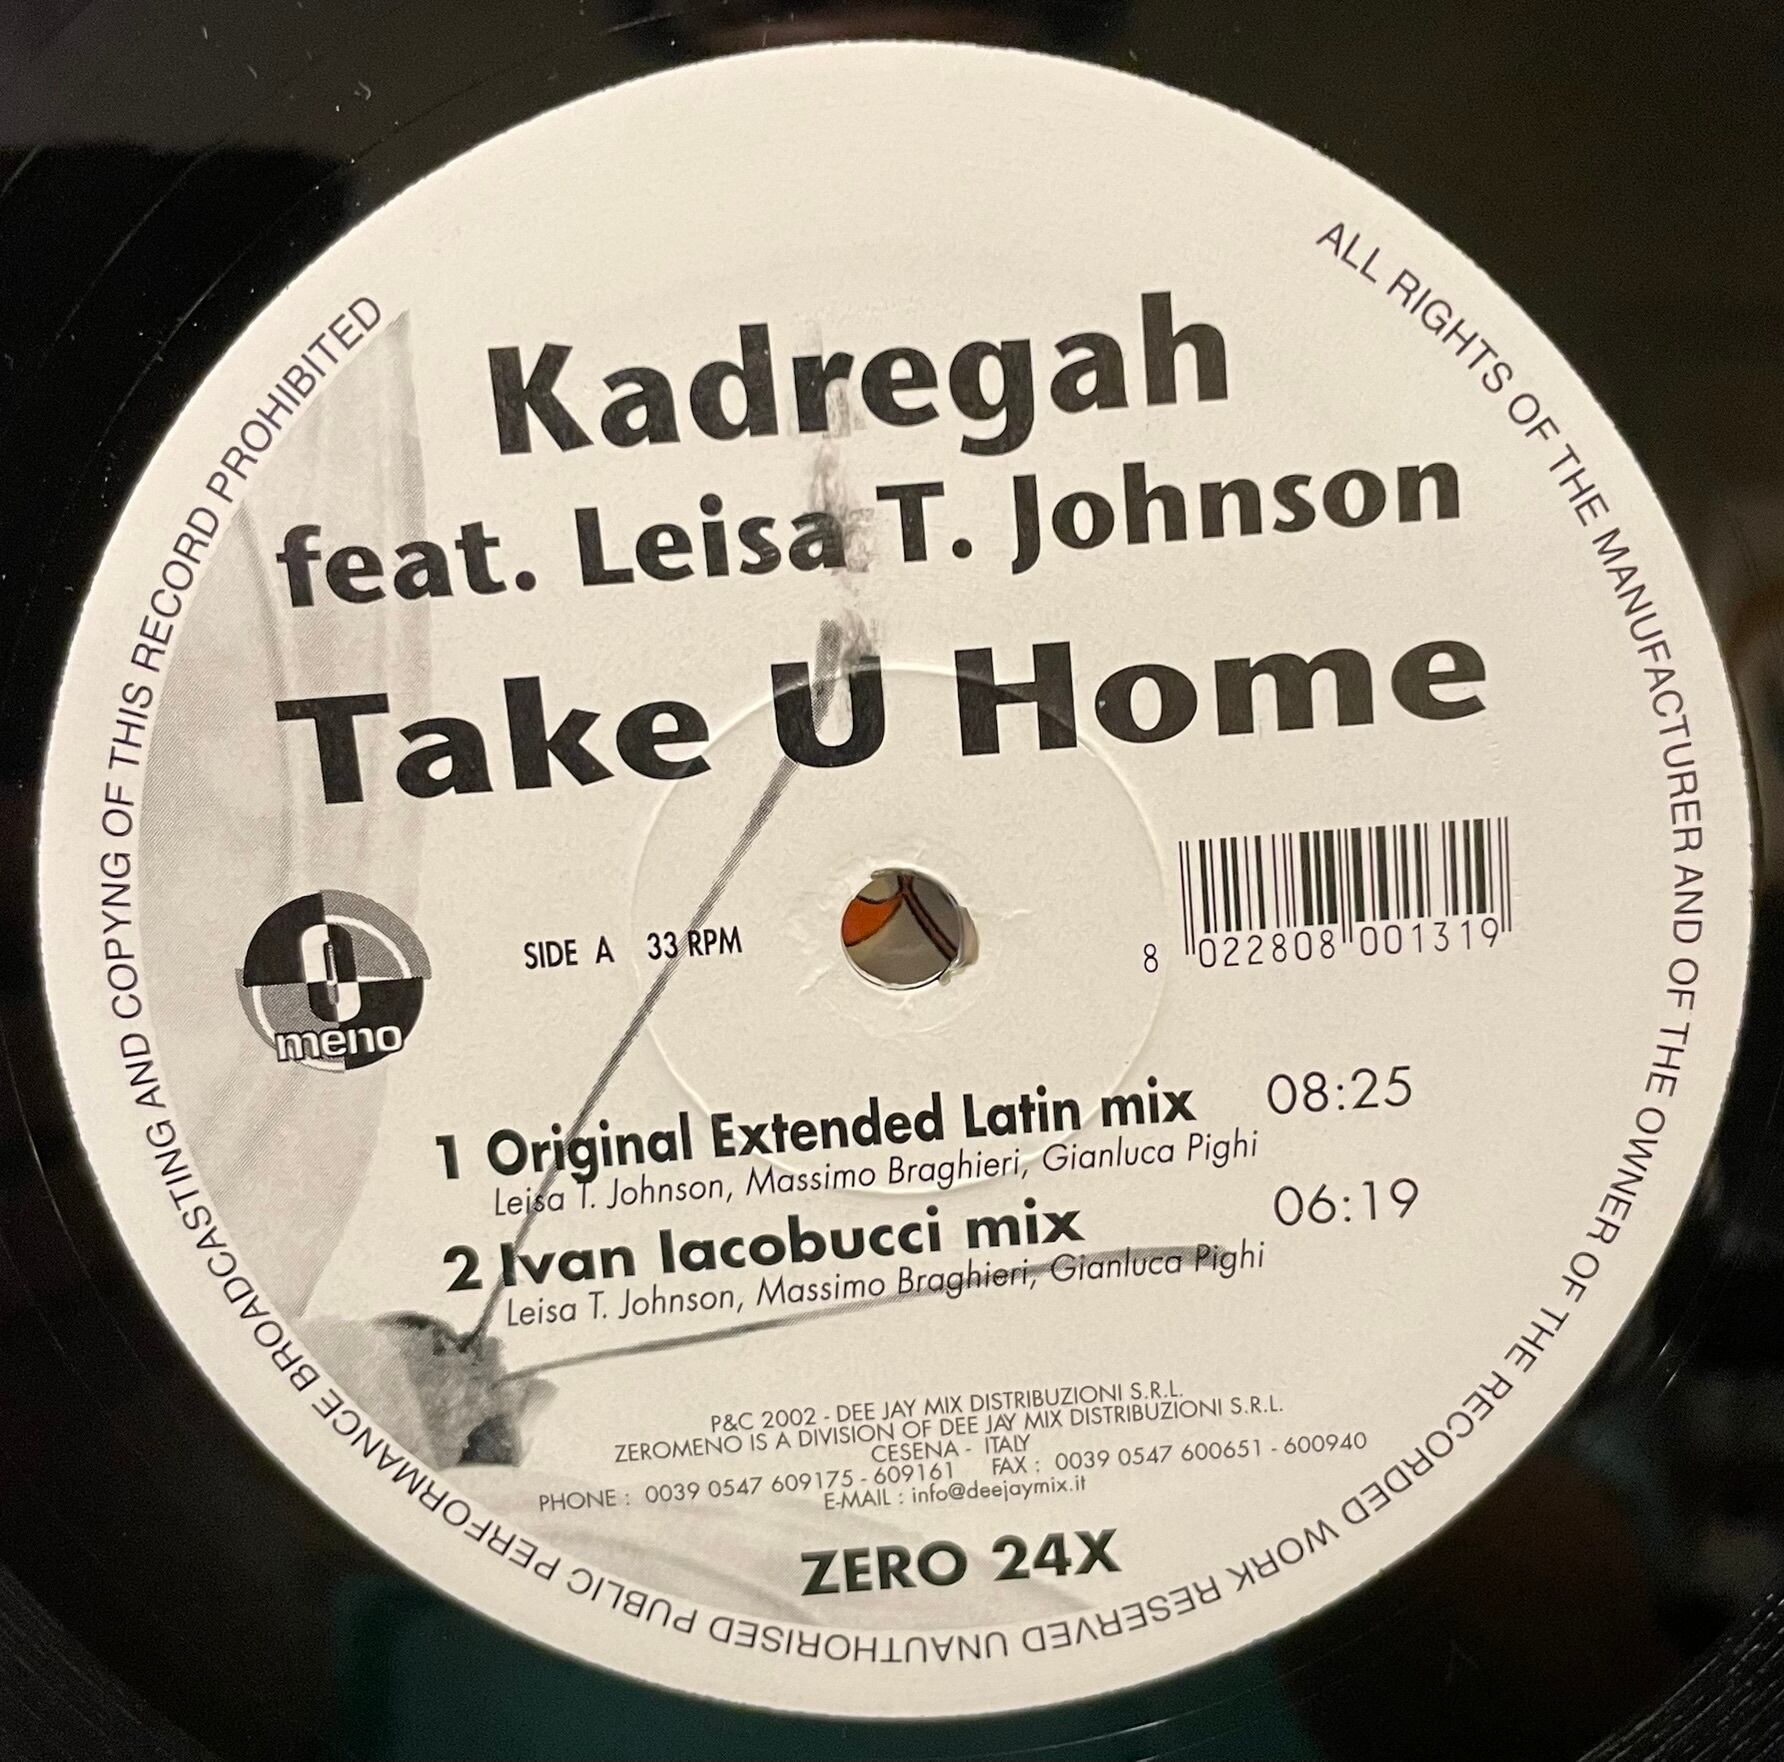 Kadregah
feat. Leisa T. Johnson
Take U Home
0
meno
SIDE A 33 RPM
8 022808 001319
1 Original Extended Latin mix 08:25
Leisa T. Johnson, Massimo Braghieri, Gianluca Pighi
2 Ivan Iacobucci mix 06:19
Leisa T. Johnson, Massimo Braghieri, Gianluca Pighi
P&C 2002 - DEE JAY MIX DISTRIBUZIONI S.R.L.
ZEROMENO IS A DIVISION OF DEE JAY MIX DISTRIBUZIONI S.R.L.
CESENA - ITALY
PHONE : 0039 0547 609175 - 609161 FAX : 0039 0547 600651 - 600940
E-MAIL : info@deejaymix.it
ZERO 24X
ALL RIGHTS OF THE MANUFACTURER AND OF THE OWNER OF THE RECORDED WORK RESERVED UNAUTHORISED PUBLIC PERFORMANCE BROADCASTING AND COPYNG OF THIS RECORD PROHIBITED